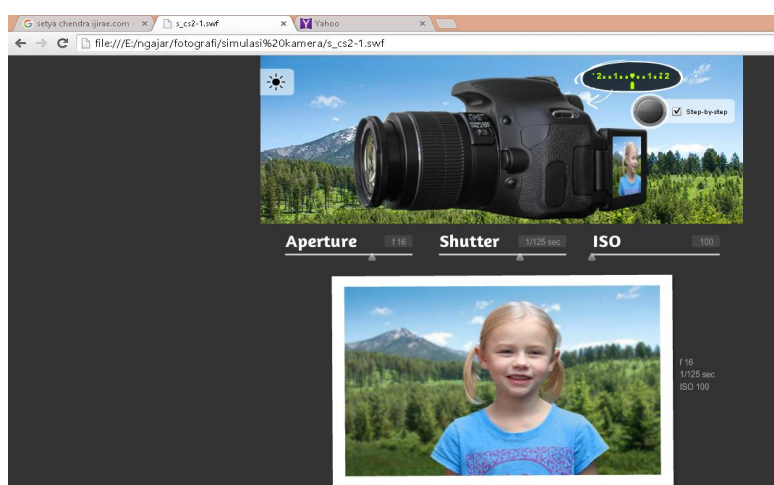 setya chendra ijirae.com -
s_cs2-1.swf
Yahoo
file:///E:/ngajar/fotografi/simulasi%20kamera/s_cs2-1.swf
Step-by-step
Aperture f 16 Shutter 1/125 sec ISO 100
f 16
1/125 sec
ISO 100